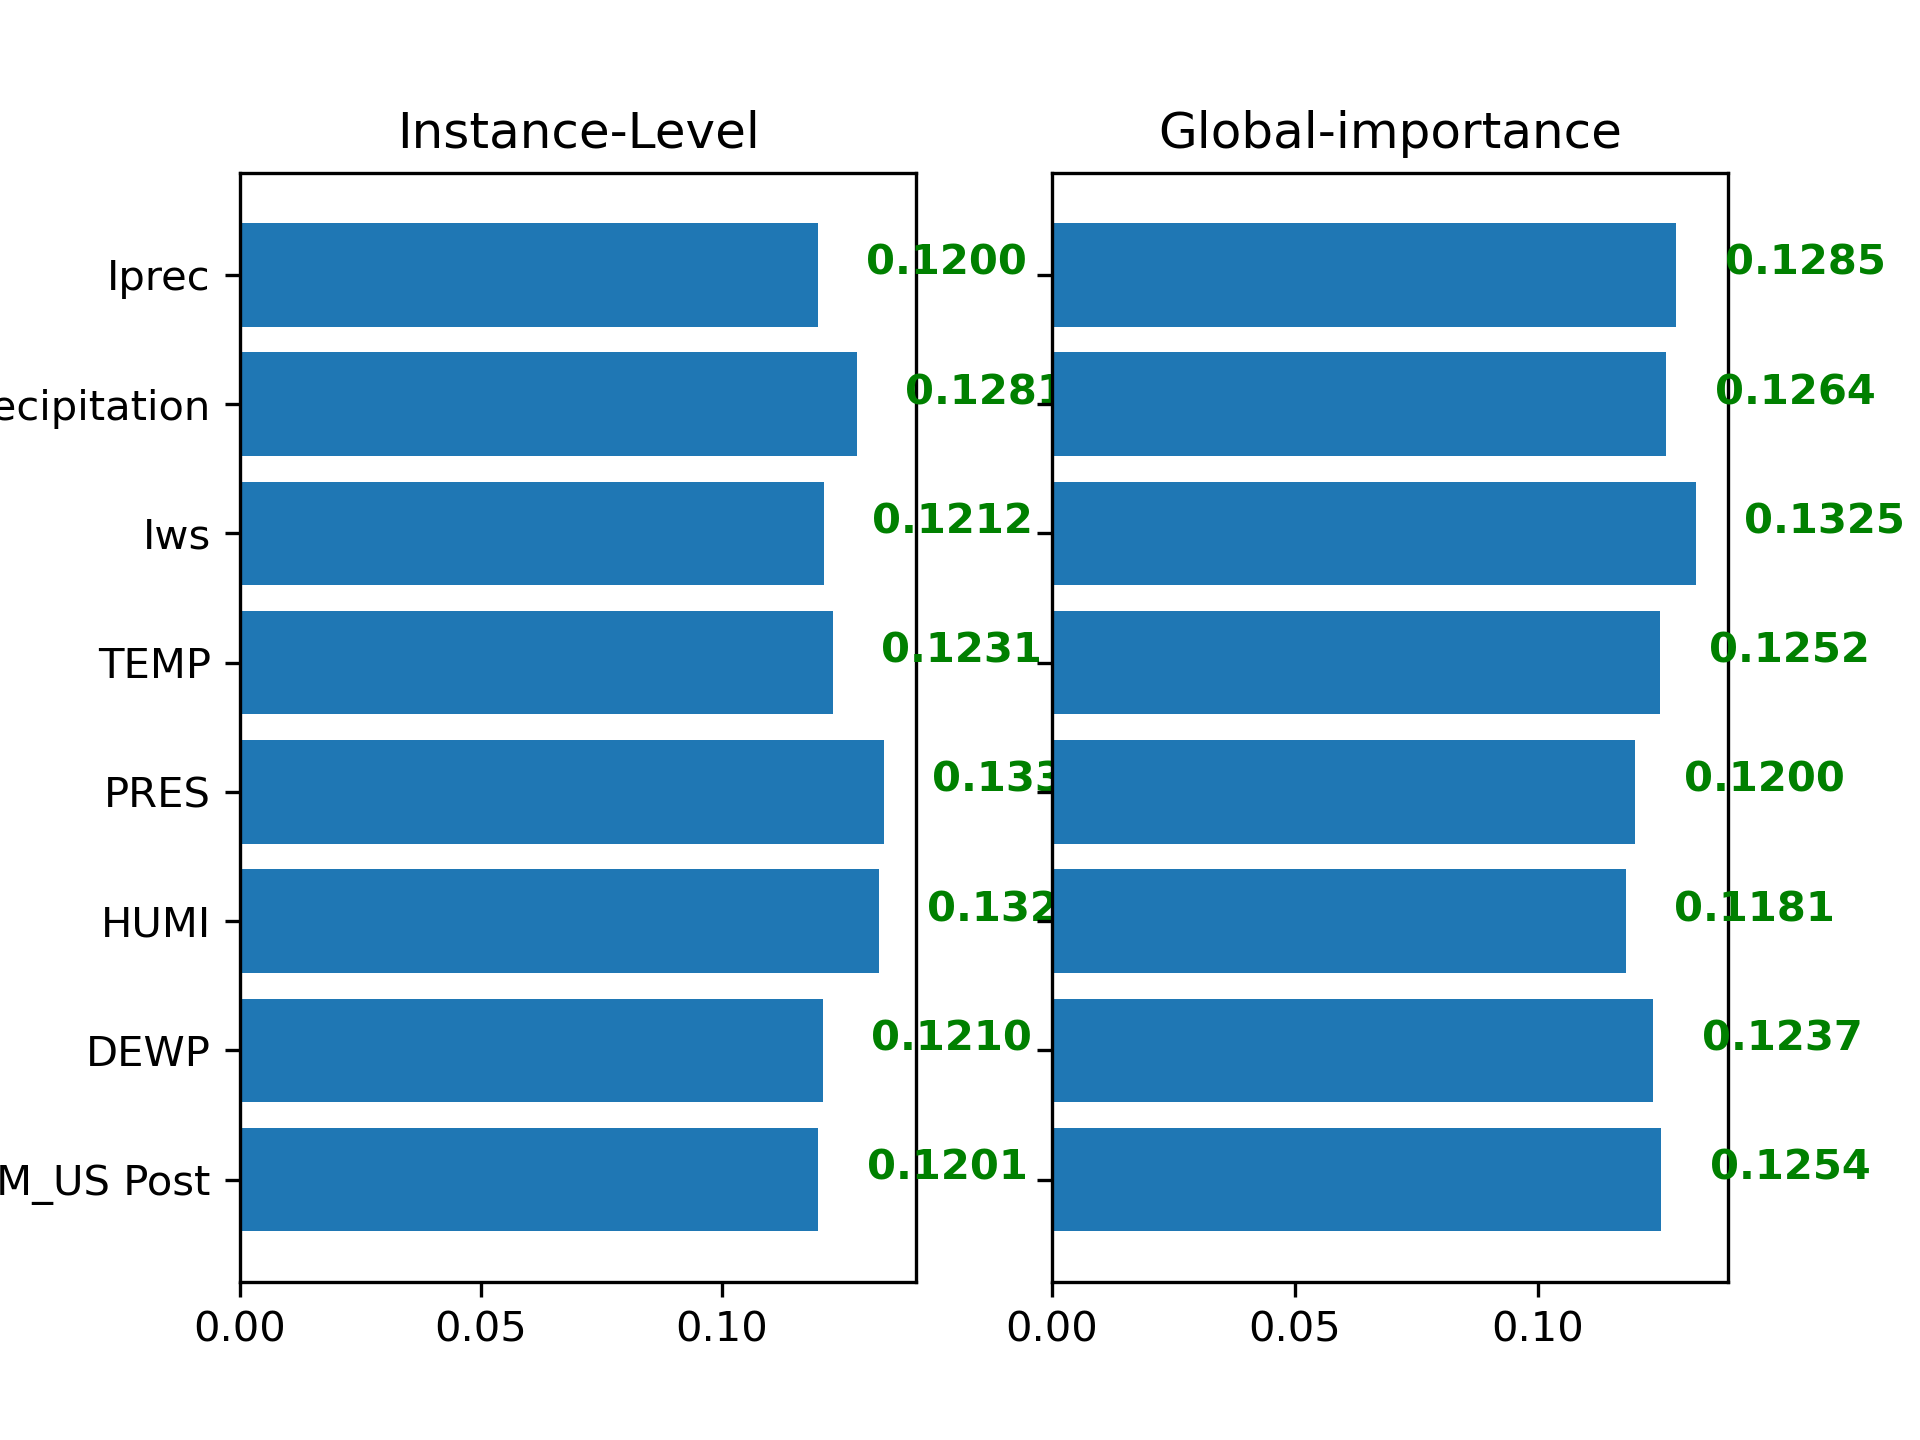 Instance-Level Global-importance
Iprec 0.1200 0.1285
ecipitation 0.1281 0.1264
Iws 0.1212 0.1325
TEMP 0.1231 0.1252
PRES 0.133 0.1200
HUMI 0.132 0.1181
DEWP 0.1210 0.1237
M_US Post 0.1201 0.1254
0.00 0.05 0.10 0.00 0.05 0.10